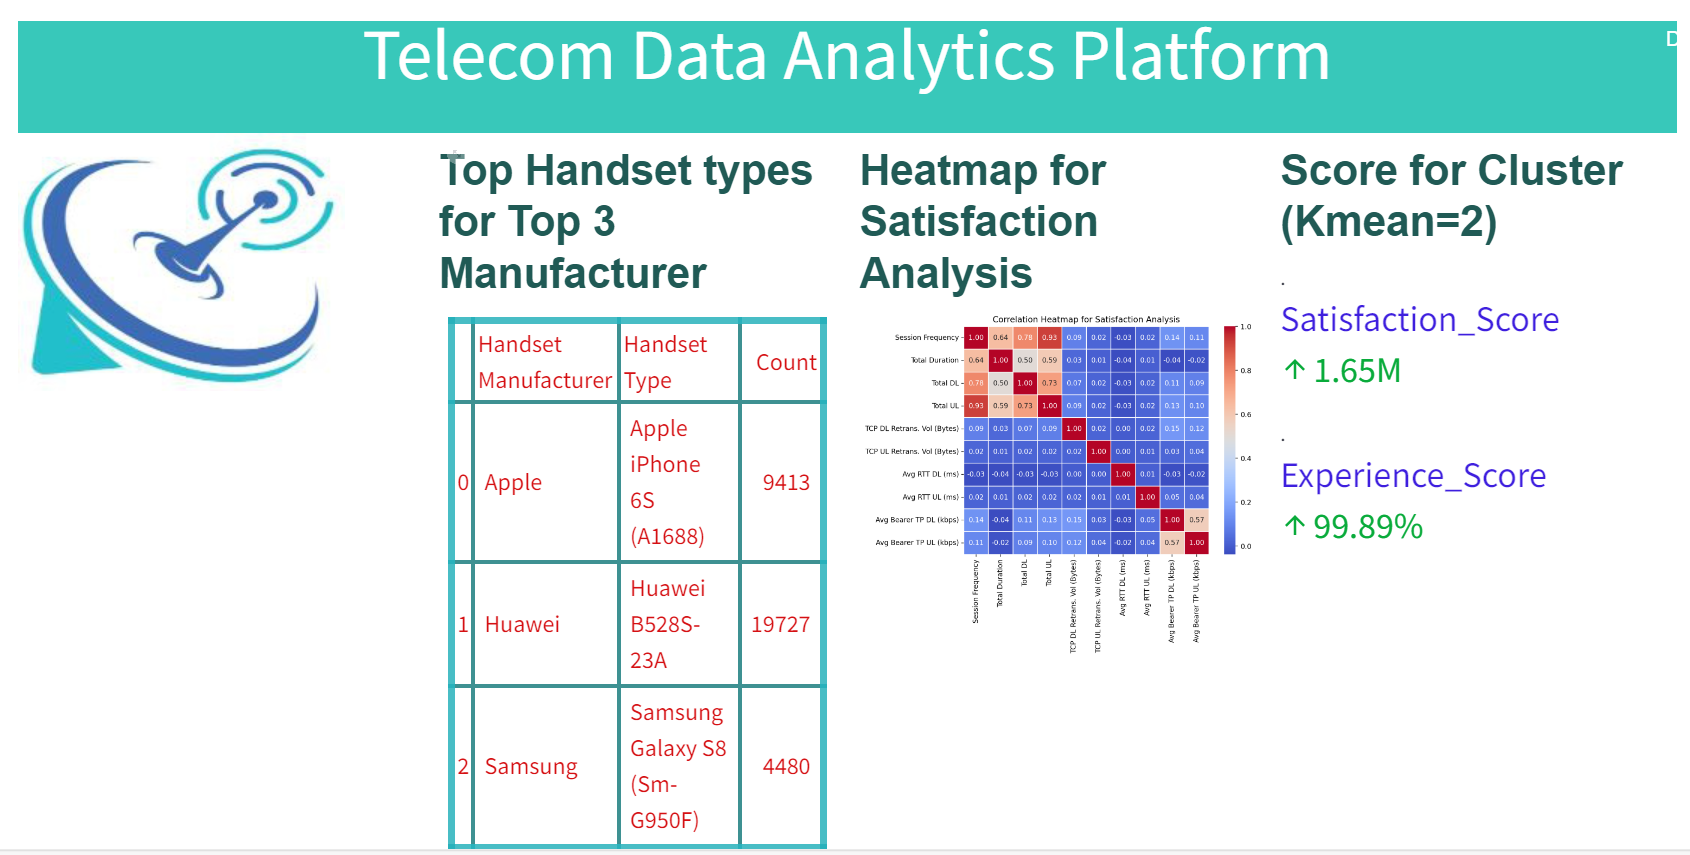 Telecom Data Analytics Platform
D
Top Handset types
for Top 3
Manufacturer
Handset
Manufacturer
Handset
Type
Count
0
Apple
Apple
iPhone
6S
(A1688)
9413
1
Huawei
Huawei
B528S-
23A
19727
2
Samsung
Samsung
Galaxy S8
(Sm-
G950F)
4480
Heatmap for
Satisfaction
Analysis
Correlation Heatmap for Satisfaction Analysis
Session Frequency 1.00 0.64 0.78 0.93 0.09 0.02 -0.03 0.02 0.14 0.11
Total Duration 0.64 1.00 0.50 0.59 0.03 0.01 -0.04 0.01 -0.04 -0.02
Total DL 0.78 0.50 1.00 0.73 0.07 0.02 -0.03 0.02 0.11 0.09
Total UL 0.93 0.59 0.73 1.00 0.09 0.02 -0.03 0.02 0.13 0.10
TCP DL Retrans. Vol (Bytes) 0.09 0.03 0.07 0.09 1.00 0.02 0.00 0.02 0.15 0.12
TCP UL Retrans. Vol (Bytes) 0.02 0.01 0.02 0.02 0.02 1.00 0.00 0.01 0.03 0.04
Avg RTT DL (ms) -0.03 -0.04 -0.03 -0.03 0.00 0.00 1.00 0.01 -0.03 -0.02
Avg RTT UL (ms) 0.02 0.01 0.02 0.02 0.02 0.01 0.01 1.00 0.05 0.04
Avg Bearer TP DL (kbps) 0.14 -0.04 0.11 0.13 0.15 0.03 -0.03 0.05 1.00 0.57
Avg Bearer TP UL (kbps) 0.11 -0.02 0.09 0.10 0.12 0.04 -0.02 0.04 0.57 1.00
Session Frequency
Total Duration
Total DL
Total UL
TCP DL Retrans. Vol (Bytes)
TCP UL Retrans. Vol (Bytes)
Avg RTT DL (ms)
Avg RTT UL (ms)
Avg Bearer TP DL (kbps)
Avg Bearer TP UL (kbps)
1.0
0.8
0.6
0.4
0.2
0.0
Score for Cluster
(Kmean=2)
.
Satisfaction_Score
↑ 1.65M
.
Experience_Score
↑ 99.89%